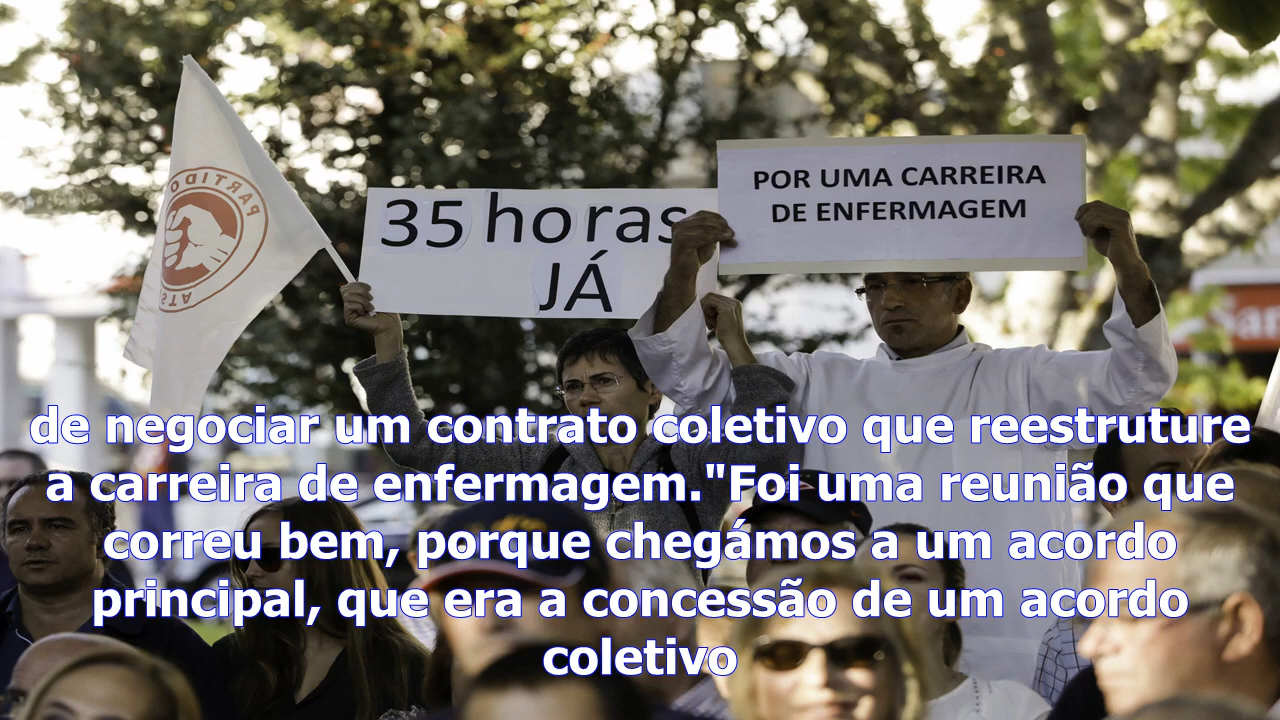 PARTIDO
35 horas
JÁ
POR UMA CARREIRA
DE ENFERMAGEM
de negociar um contrato coletivo que reestruture
a carreira de enfermagem."Foi uma reunião que
correu bem, porque chegámos a um acordo
principal, que era a concessão de um acordo
coletivo